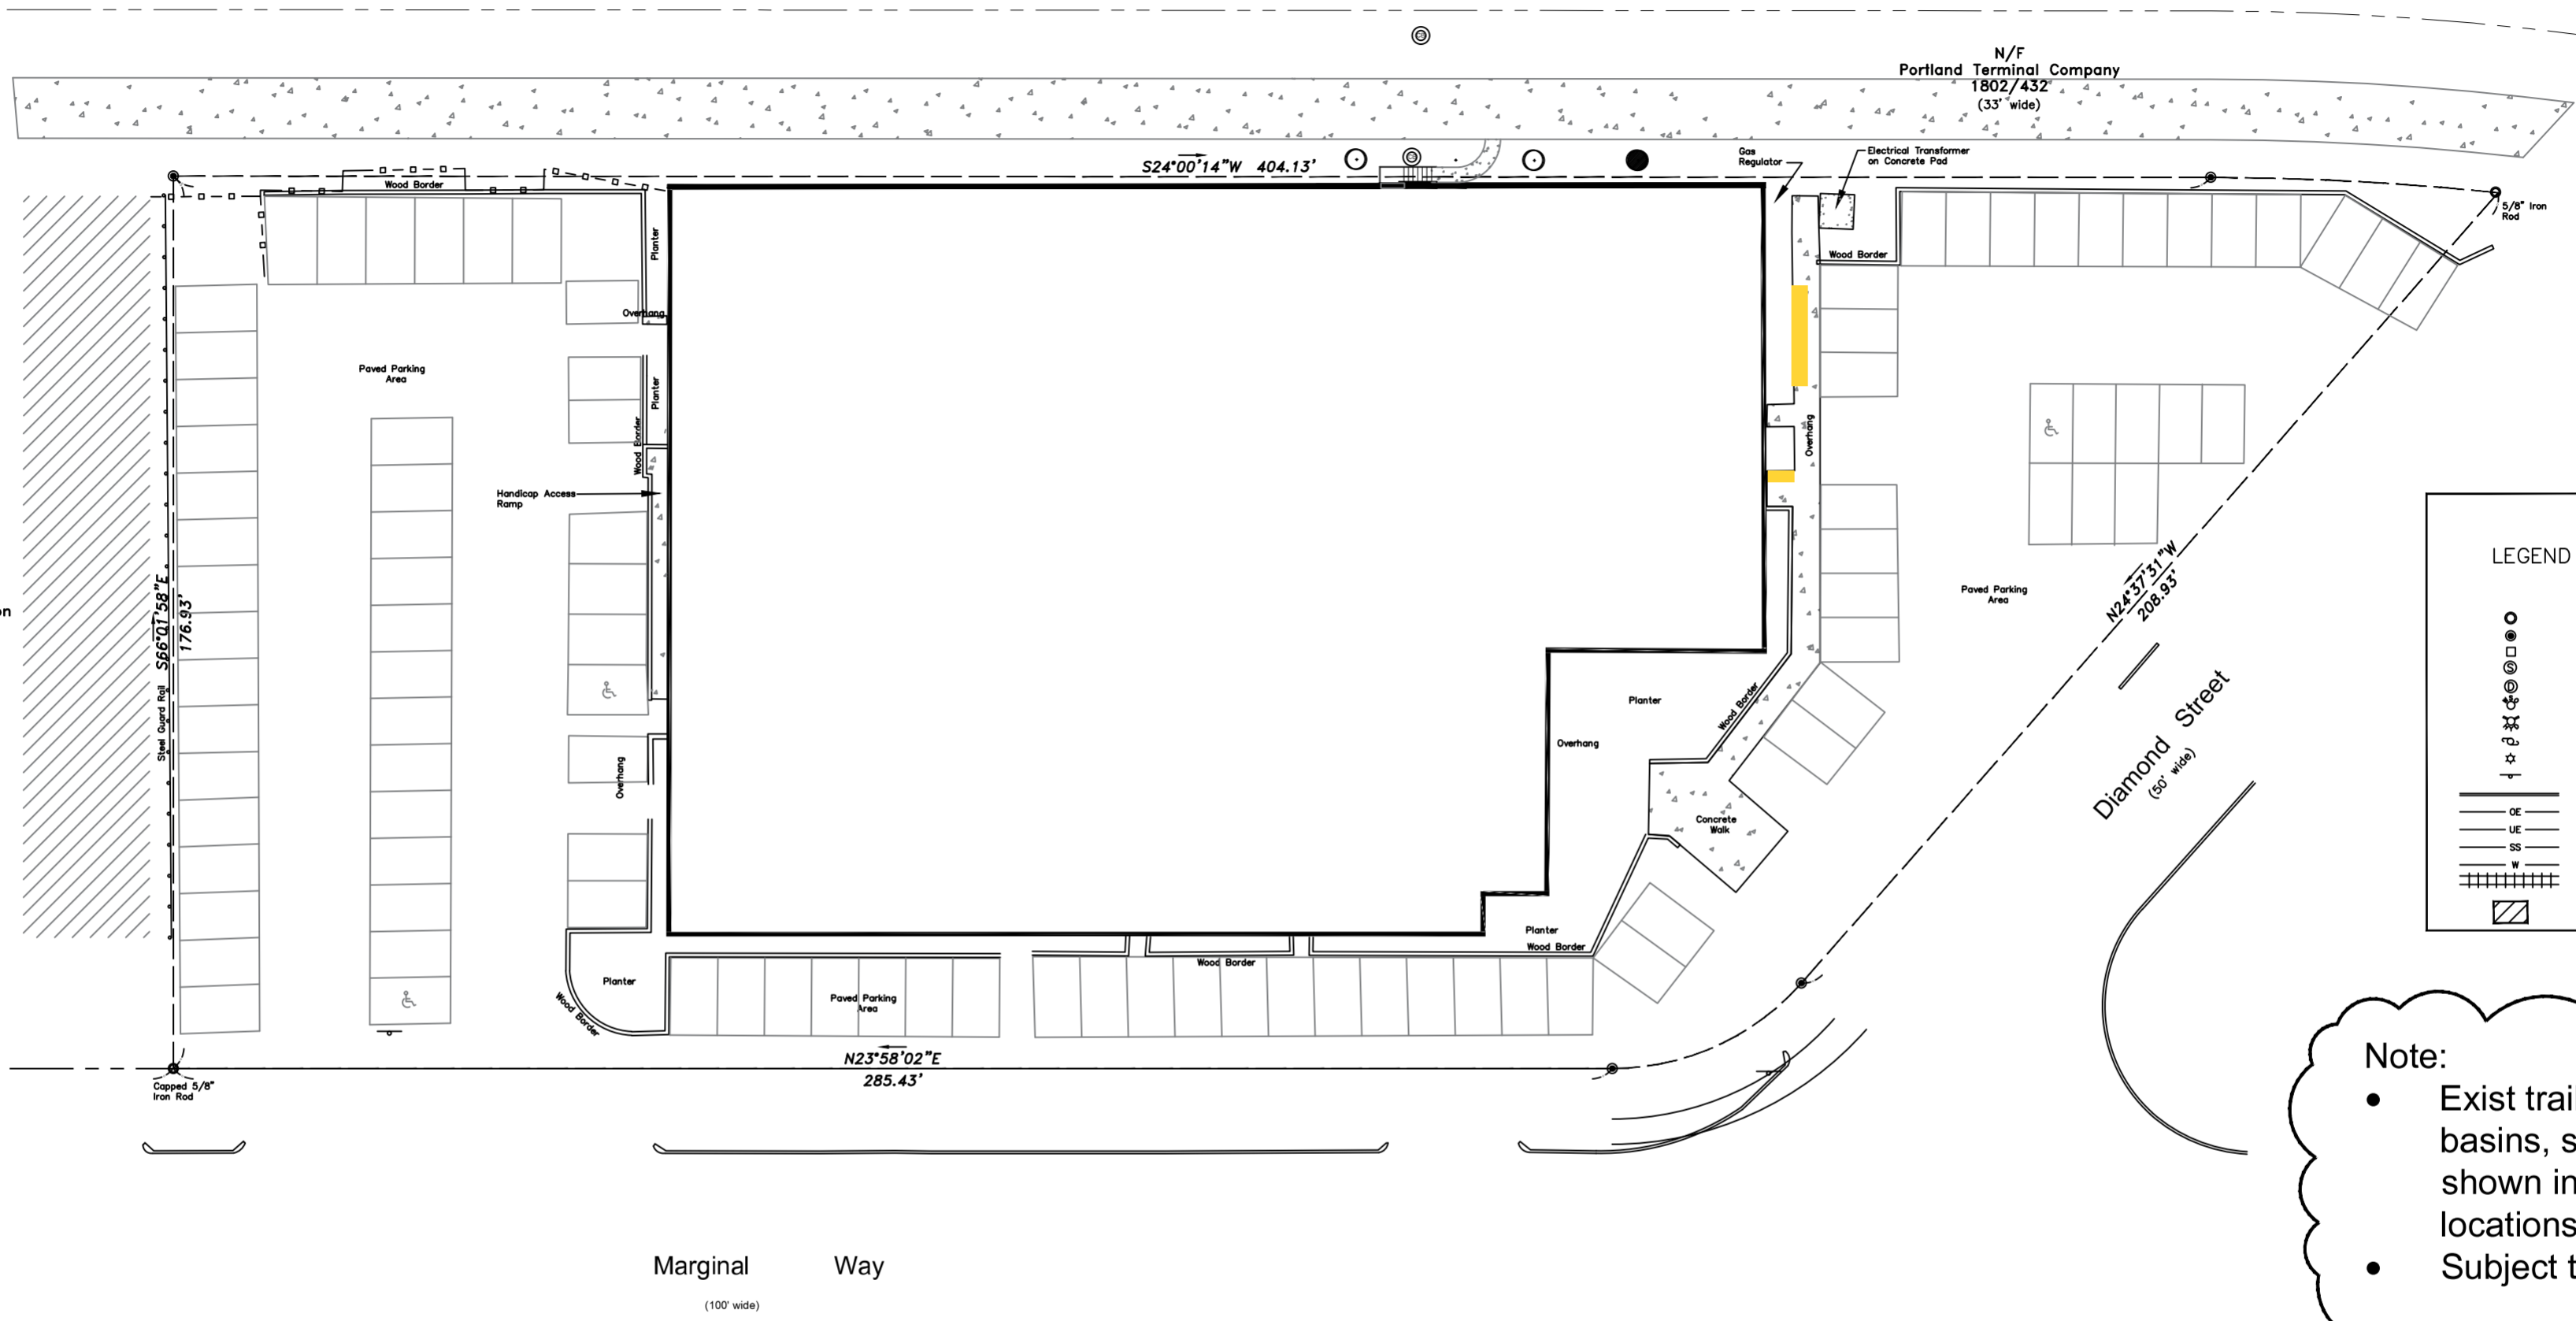 N/F
Portland Terminal Company
1802/432
(33' wide)
S24°00'14"W 404.13'
Gas
Regulator
Electrical Transformer
on Concrete Pad
Wood Border
5/8" Iron
Rod
Planter
Wood Border
Overhang
Paved Parking
Area
Planter
Wood Border
Overhang
Handicap Access
Ramp
LEGEND
S66°01'58"E
176.93'
Steel Guard Rail
Overhang
Paved Parking
Area
N24°37'31"W
208.93'
Planter
Wood Border
Overhang
Diamond Street
(50' wide)
Concrete
Walk
S
D
OE
UE
SS
W
Planter
Wood Border
Planter
Wood Border
Wood Border
Paved Parking
Area
N23°58'02"E
285.43'
Capped 5/8"
Iron Rod
Note:
• Exist trai
basins, s
shown in
locations
• Subject t
Marginal Way
(100' wide)